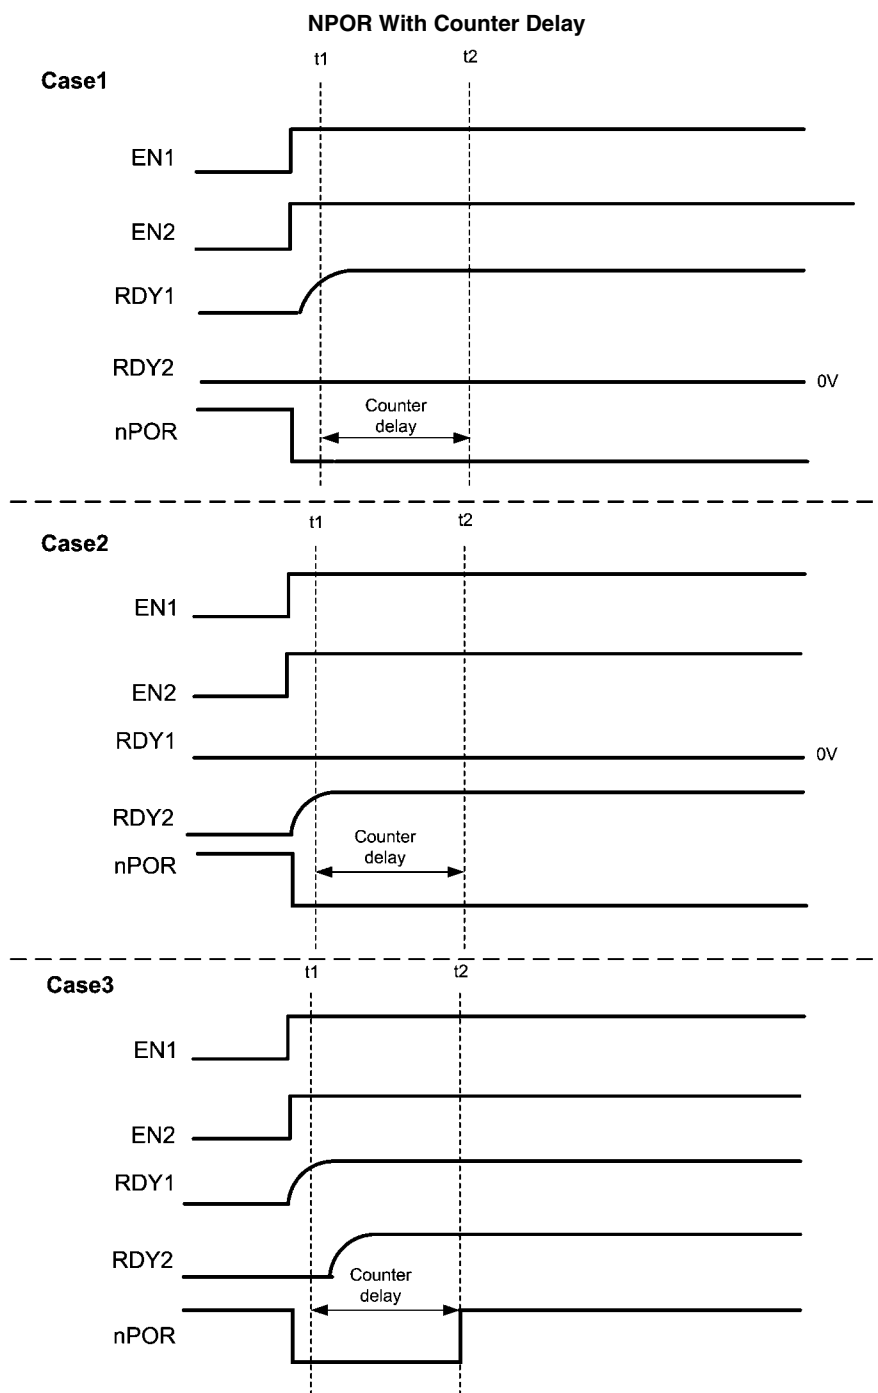 NPOR With Counter Delay
t1
t2
Case1
EN1
EN2
RDY1
RDY2
0V
Counter
delay
nPOR
t1
t2
Case2
EN1
EN2
RDY1
0V
RDY2
Counter
delay
nPOR
t1
t2
Case3
EN1
EN2
RDY1
RDY2
Counter
delay
nPOR